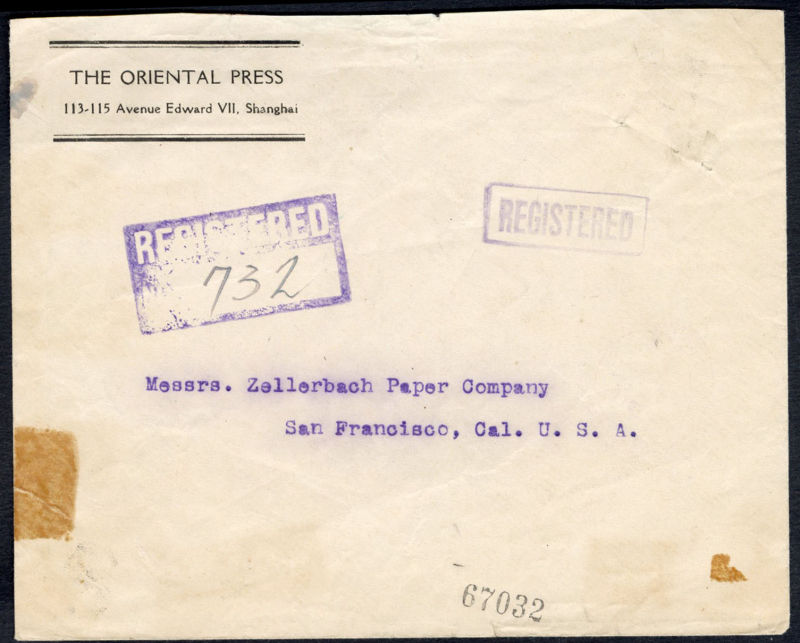 THE ORIENTAL PRESS
113-115 Avenue Edward VII, Shanghai
REGISTERED
732
REGISTERED
Messrs. Zellerbach Paper Company
San Francisco, Cal. U. S. A.
67032